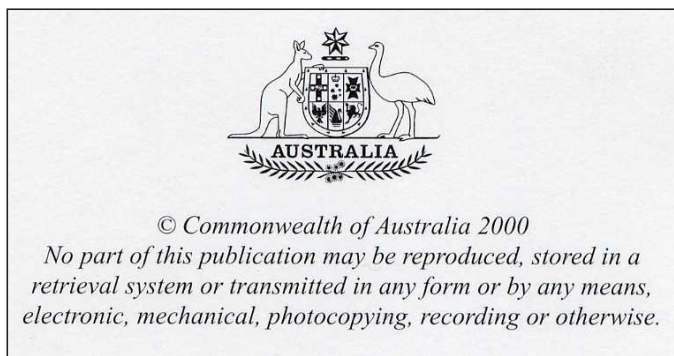 AUSTRALIA
© Commonwealth of Australia 2000
No part of this publication may be reproduced, stored in a
retrieval system or transmitted in any form or by any means,
electronic, mechanical, photocopying, recording or otherwise.